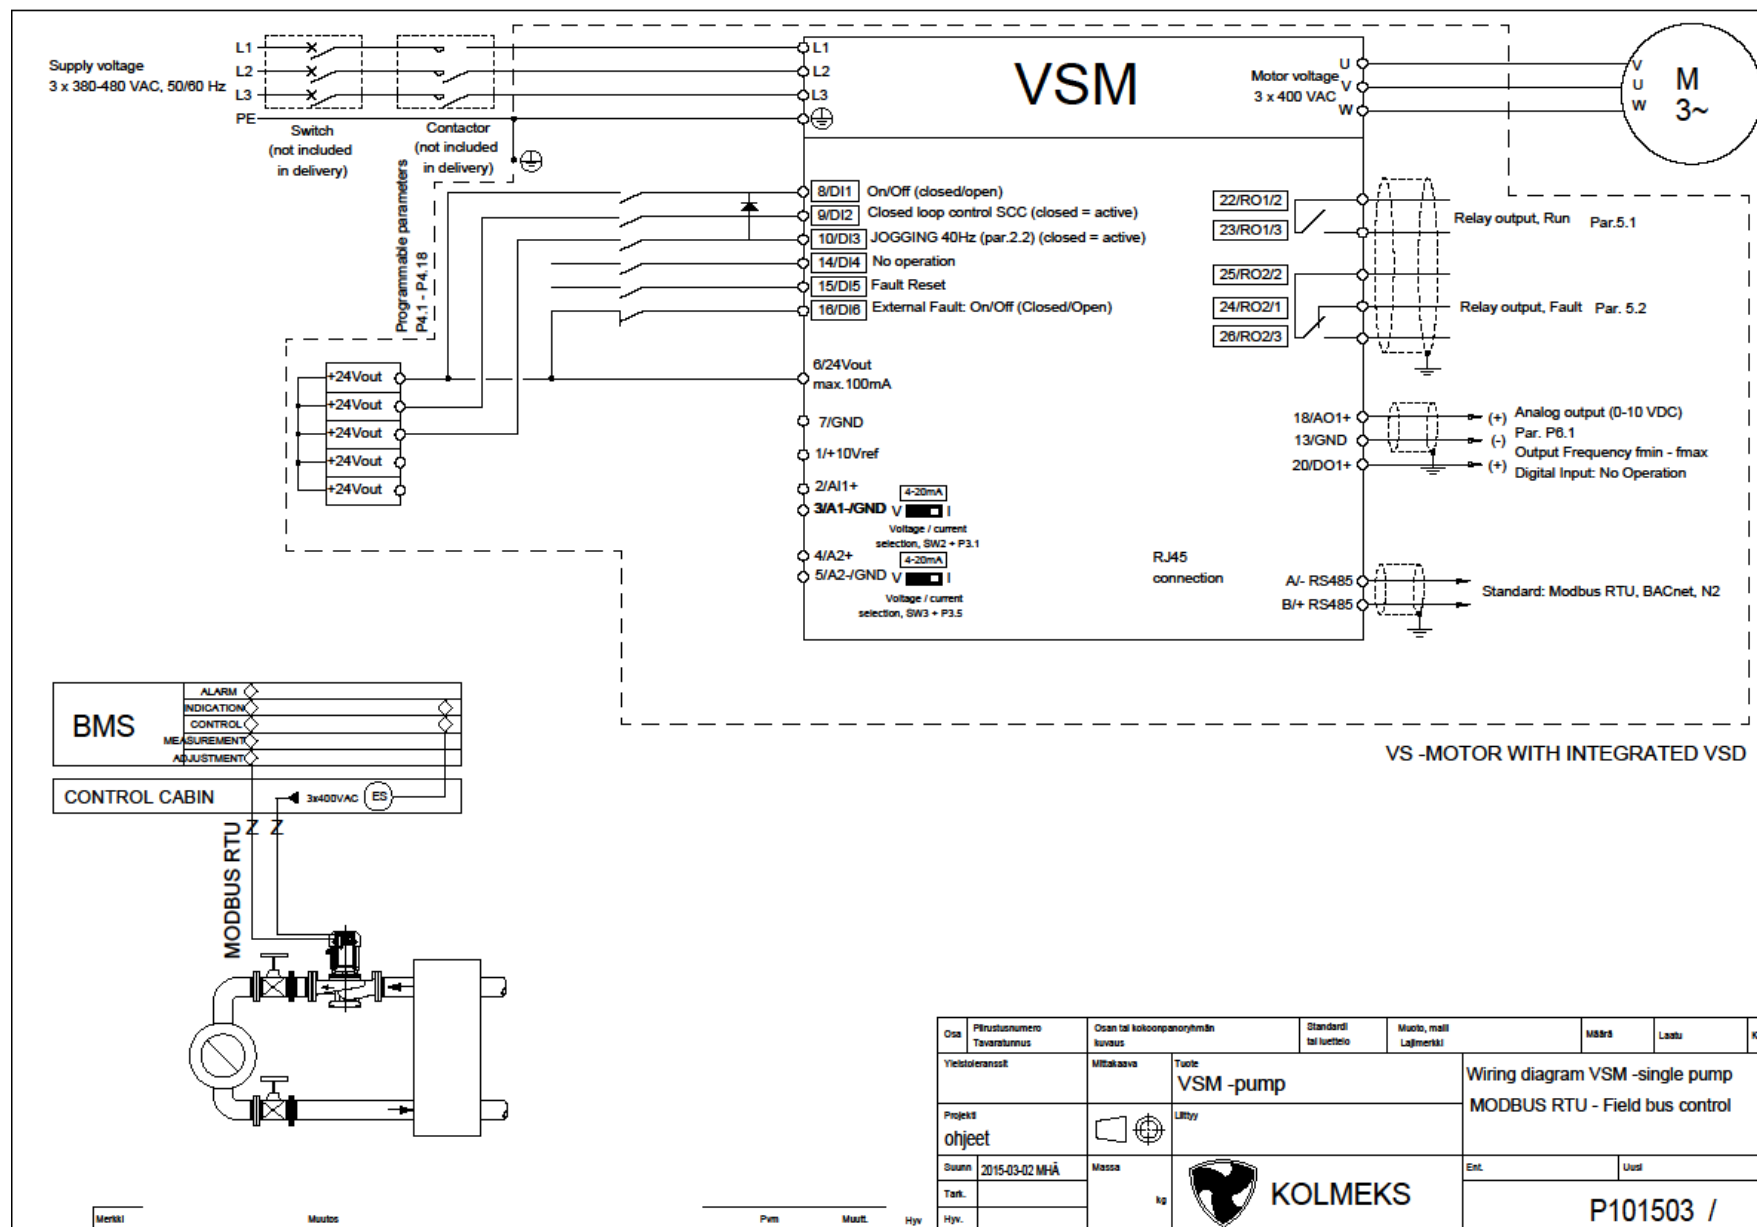 L1
L2
L3
PE
Supply voltage
3 x 380-480 VAC, 50/60 Hz
Switch
(not included
in delivery)
Contactor
(not included
in delivery)
L1
L2
L3
VSM
Motor voltage
3 x 400 VAC
U
V
W
V
U
W
M
3~
Programmable parameters
P4.1 - P4.18
8/DI1 On/Off (closed/open)
9/DI2 Closed loop control SCC (closed = active)
10/DI3 JOGGING 40Hz (par.2.2) (closed = active)
14/DI4 No operation
15/DI5 Fault Reset
16/DI6 External Fault: On/Off (Closed/Open)
22/RO1/2
23/RO1/3
Relay output, Run Par.5.1
25/RO2/2
24/RO2/1
26/RO2/3
Relay output, Fault Par. 5.2
+24Vout
+24Vout
+24Vout
+24Vout
+24Vout
6/24Vout
max.100mA
7/GND
1/+10Vref
2/AI1+
3/A1-/GND
4-20mA
V I
Voltage / current
selection, SW2 + P3.1
4/A2+
5/A2-/GND
4-20mA
V I
Voltage / current
selection, SW3 + P3.5
18/AO1+
13/GND
20/DO1+
(+)
(-)
(+)
Analog output (0-10 VDC)
Par. P6.1
Output Frequency fmin - fmax
Digital Input: No Operation
RJ45
connection
A/- RS485
B/+ RS485
Standard: Modbus RTU, BACnet, N2
VS -MOTOR WITH INTEGRATED VSD
BMS
ALARM
INDICATION
CONTROL
MEASUREMENT
ADJUSTMENT
CONTROL CABIN
3x400VAC
ES
Z Z
MODBUS RTU
Osa
Piirustusnumero
Tavaratunnus
Osan tai kokoonpanoryhmän
kuvaus
Standardi
tai luettelo
Muoto, malli
Lajimerkki
Määrä
Laatu
K
Yleistoleranssit
Mittakaava
Tuote
VSM -pump
Wiring diagram VSM -single pump
MODBUS RTU - Field bus control
Projekti
ohjeet
Liittyy
Suunn 2015-03-02 MHÄ
Tark.
Hyv.
Massa
kg
KOLMEKS
Ent.
Uusi
P101503 /
Merkki
Muutos
Pvm
Muutt.
Hyv